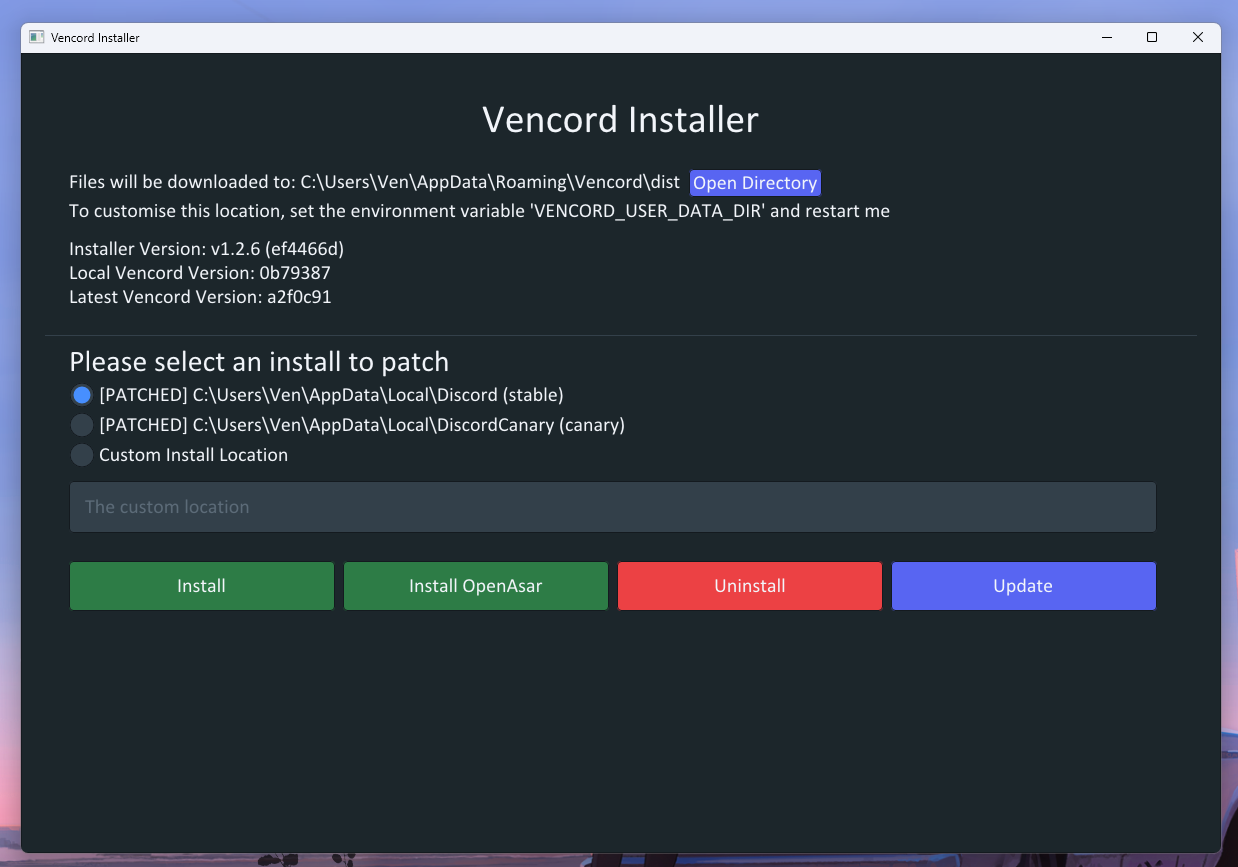 Vencord Installer
Vencord Installer
Files will be downloaded to: C:\Users\Ven\AppData\Roaming\Vencord\dist Open Directory
To customise this location, set the environment variable 'VENCORD_USER_DATA_DIR' and restart me
Installer Version: v1.2.6 (ef4466d)
Local Vencord Version: 0b79387
Latest Vencord Version: a2f0c91
Please select an install to patch
[PATCHED] C:\Users\Ven\AppData\Local\Discord (stable)
[PATCHED] C:\Users\Ven\AppData\Local\DiscordCanary (canary)
Custom Install Location
The custom location
Install Install OpenAsar Uninstall Update